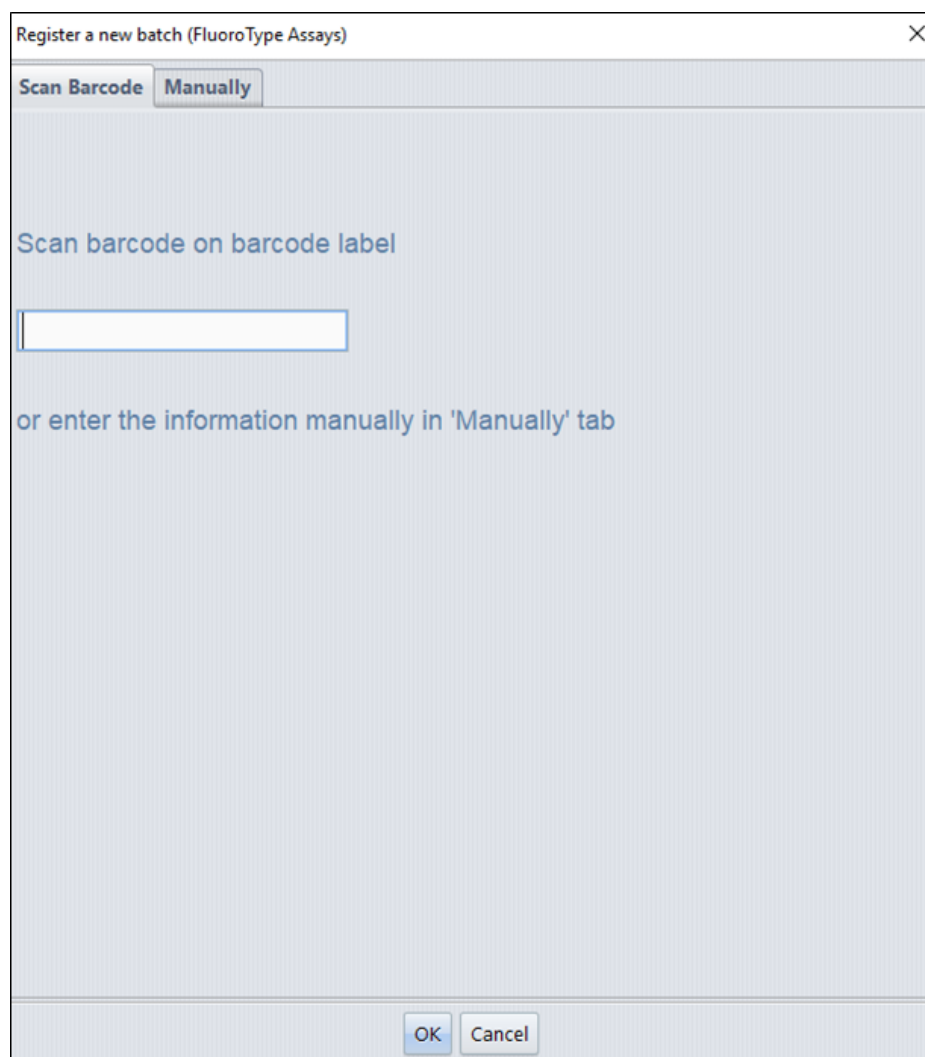 Register a new batch (FluoroType Assays)
Scan Barcode Manually
Scan barcode on barcode label
or enter the information manually in 'Manually' tab
OK Cancel